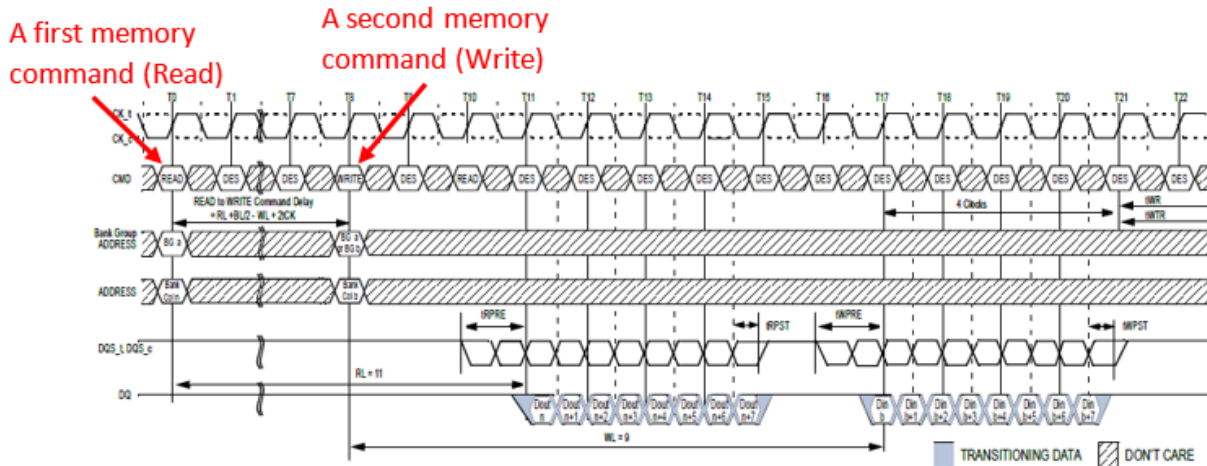 A first memory
command (Read)
A second memory
command (Write)
T0 T1 T7 T8 T9 T10 T11 T12 T13 T14 T15 T16 T17 T18 T19 T20 T21 T22
CK_t
CK_c
CMD READ DES DES WRITE DES READ DES DES DES DES DES DES DES DES DES DES DES DES
READ to WRITE Command Delay
= RL +BL/2 - WL + 2tCK
4 Clocks
tWR
tWTR
Bank Group
ADDRESS
BG a
BG a
or BG b
ADDRESS
Bank
Col n
Bank
Col b
tRPRE
tRPST
tWPRE
tWPST
DQS_t, DQS_c
RL = 11
DQ
Dout
n
Dout
n+1
Dout
n+2
Dout
n+3
Dout
n+4
Dout
n+5
Dout
n+6
Dout
n+7
Din
b
Din
b+1
Din
b+2
Din
b+3
Din
b+4
Din
b+5
Din
b+6
Din
b+7
WL = 9
TRANSITIONING DATA
DON'T CARE